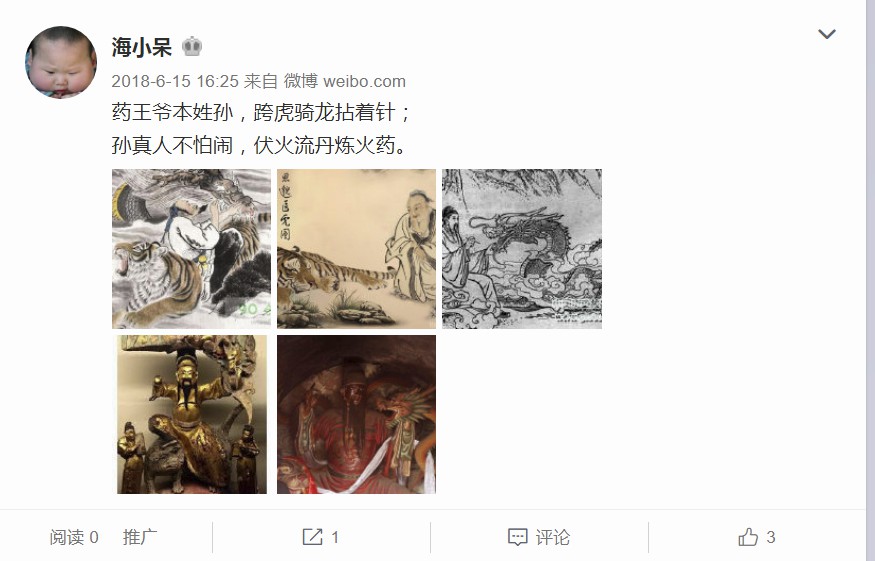 海小呆
2018-6-15 16:25 来自 微博 weibo.com
药王爷本姓孙，跨虎骑龙拈着针；
孙真人不怕闹，伏火流丹炼火药。
阅读 0 推广 1 评论 3